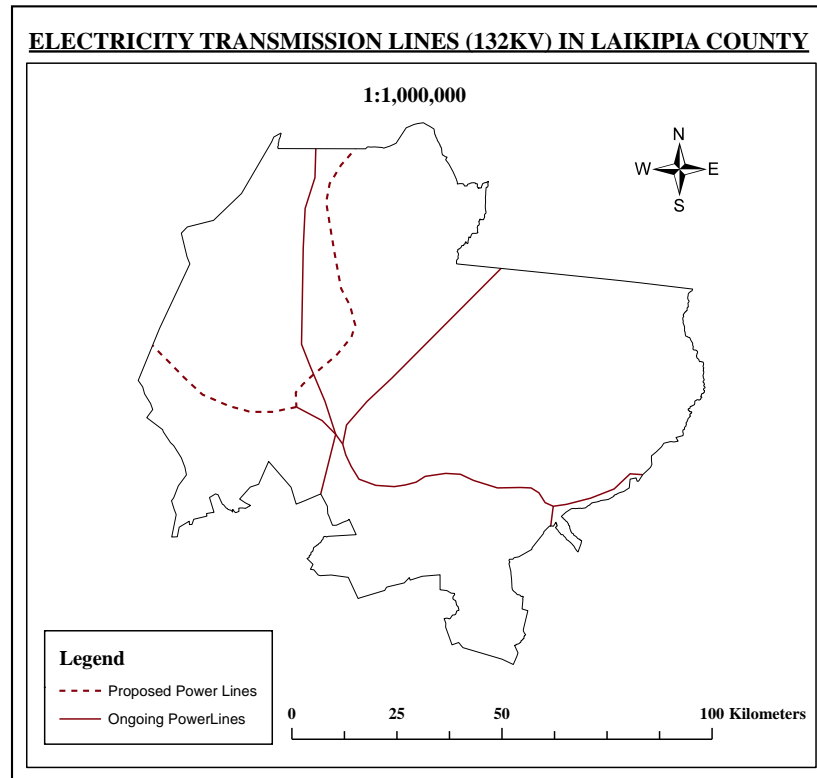 ELECTRICITY TRANSMISSION LINES (132KV) IN LAIKIPIA COUNTY
1:1,000,000
N
W E
S
Legend
Proposed Power Lines
Ongoing PowerLines
0 25 50 100 Kilometers